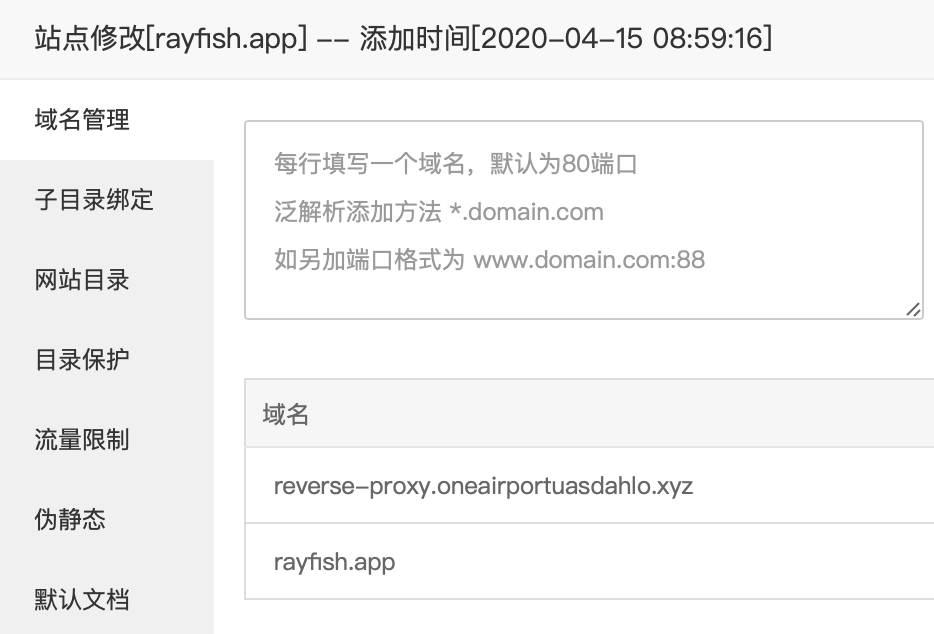 站点修改[rayfish.app] -- 添加时间[2020-04-15 08:59:16]
域名管理
子目录绑定
网站目录
目录保护
流量限制
伪静态
默认文档
每行填写一个域名，默认为80端口
泛解析添加方法 *.domain.com
如另加端口格式为 www.domain.com:88
域名
reverse-proxy.oneairportuasdahlo.xyz
rayfish.app